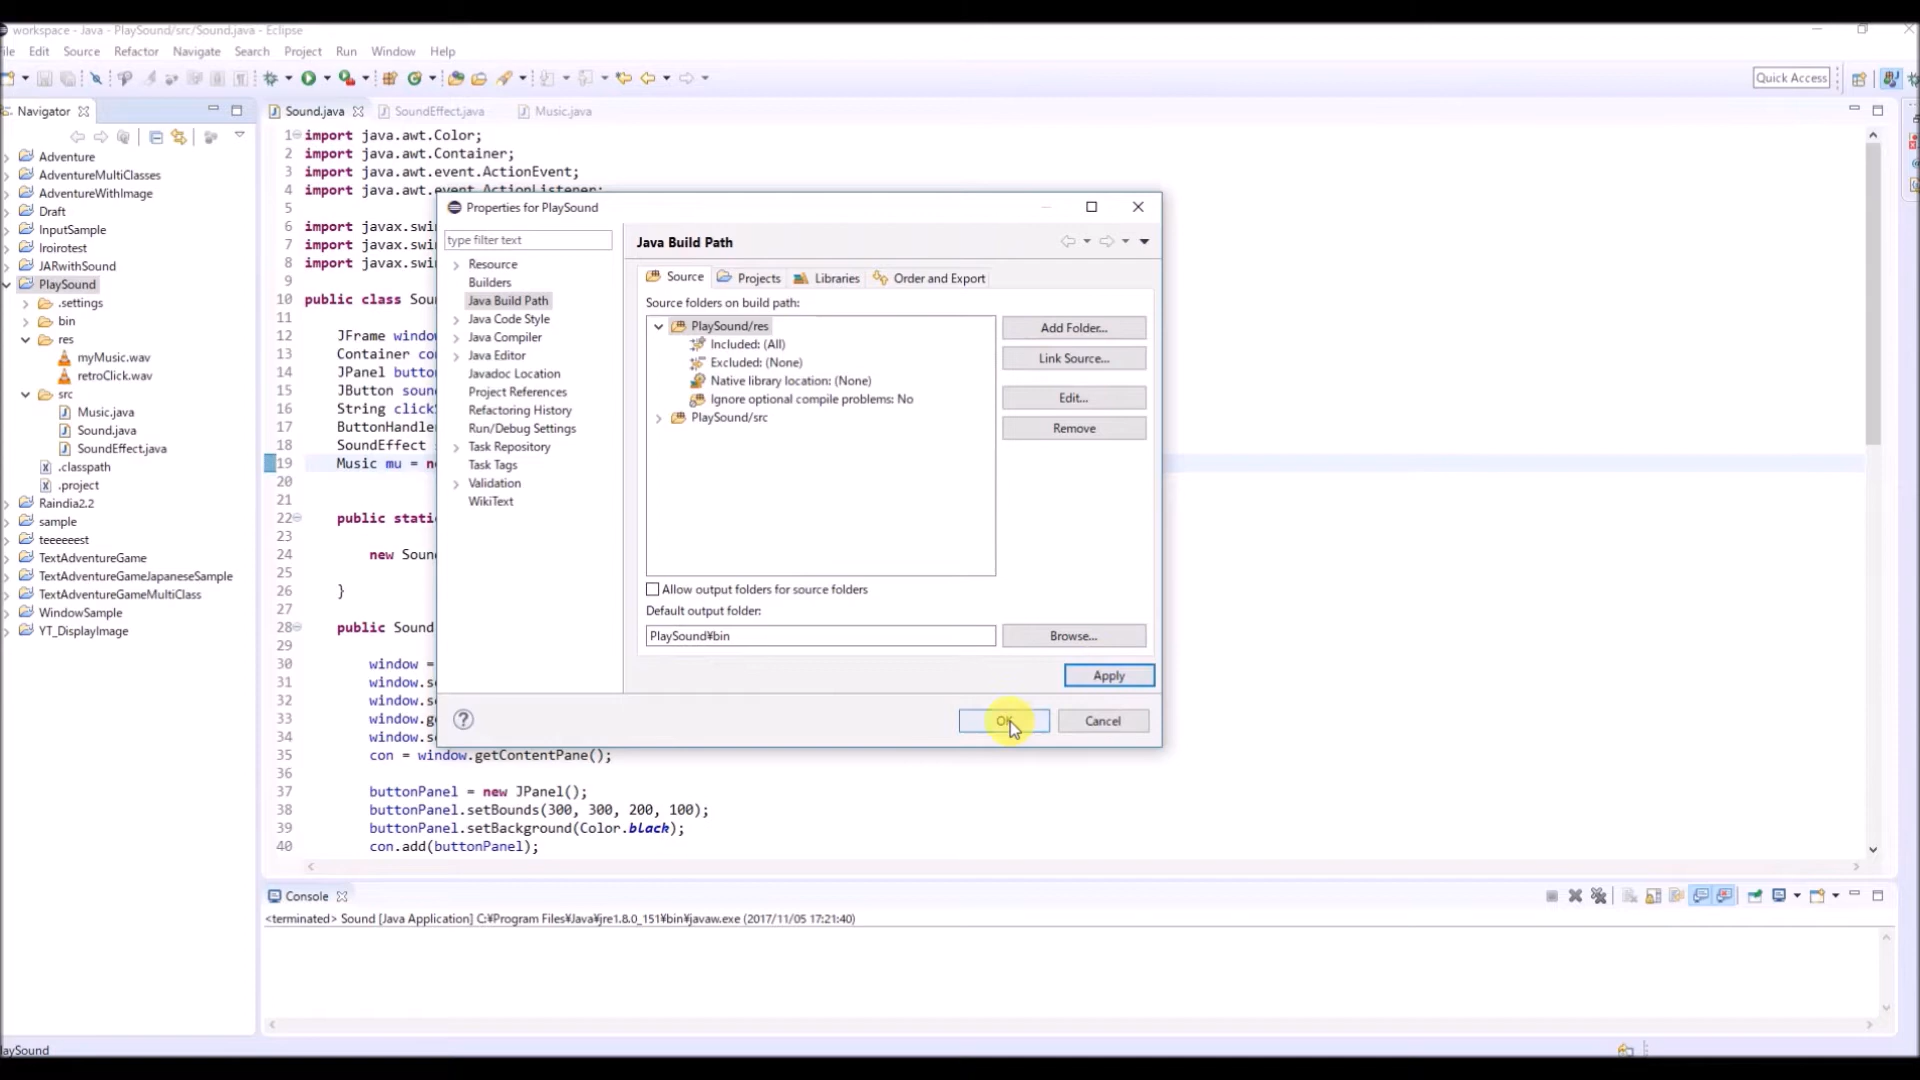 workspace - Java - PlaySound/src/Sound.java - Eclipse
ile Edit Source Refactor Navigate Search Project Run Window Help
Quick Access
Navigator
Sound.java SoundEffect.java Music.java
Adventure
AdventureMultiClasses
AdventureWithImage
Draft
InputSample
Iroirotest
JARwithSound
PlaySound
.settings
bin
res
myMusic.wav
retroClick.wav
src
Music.java
Sound.java
SoundEffect.java
.classpath
.project
Raindia2.2
sample
teeeeeest
TextAdventureGame
TextAdventureGameJapaneseSample
TextAdventureGameMultiClass
WindowSample
YT_DisplayImage
1 import java.awt.Color;
2 import java.awt.Container;
3 import java.awt.event.ActionEvent;
4 import java.awt.event.ActionListener;
5
6 import javax.swi
7 import javax.swi
8 import javax.swi
9
10 public class Sou
11
12 JFrame window
13 Container co
14 JPanel butto
15 JButton soun
16 String click
17 ButtonHandle
18 SoundEffect
19 Music mu = ne
20
21
22 public stati
23
24 new Soun
25
26 }
27
28 public Sound
29
30 window =
31 window.s
32 window.s
33 window.g
34 window.s
35 con = window.getContentPane();
36
37 buttonPanel = new JPanel();
38 buttonPanel.setBounds(300, 300, 200, 100);
39 buttonPanel.setBackground(Color.black);
40 con.add(buttonPanel);
Properties for PlaySound
type filter text
Resource
Builders
Java Build Path
Java Code Style
Java Compiler
Java Editor
Javadoc Location
Project References
Refactoring History
Run/Debug Settings
Task Repository
Task Tags
Validation
WikiText
Java Build Path
Source Projects Libraries Order and Export
Source folders on build path:
PlaySound/res
Included: (All)
Excluded: (None)
Native library location: (None)
Ignore optional compile problems: No
PlaySound/src
Add Folder...
Link Source...
Edit...
Remove
Allow output folders for source folders
Default output folder:
PlaySound¥bin
Browse...
Apply
OK
Cancel
Console
<terminated> Sound [Java Application] C:¥Program Files¥Java¥jre1.8.0_151¥bin¥javaw.exe (2017/11/05 17:21:40)
laySound